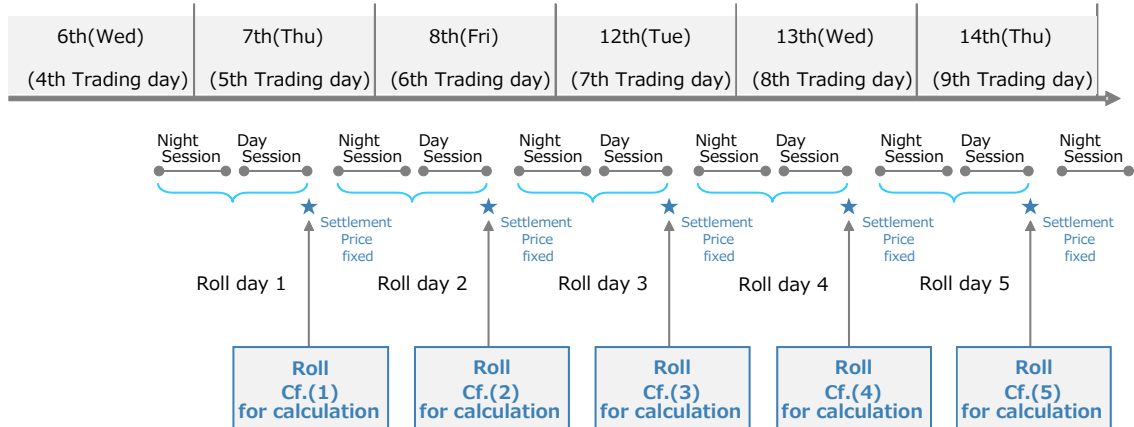 6th(Wed)
(4th Trading day)
7th(Thu)
(5th Trading day)
8th(Fri)
(6th Trading day)
12th(Tue)
(7th Trading day)
13th(Wed)
(8th Trading day)
14th(Thu)
(9th Trading day)
Night
Session
Day
Session
Night
Session
Day
Session
Night
Session
Day
Session
Night
Session
Day
Session
Night
Session
Day
Session
Night
Session
Settlement
Price
fixed
Settlement
Price
fixed
Settlement
Price
fixed
Settlement
Price
fixed
Settlement
Price
fixed
Roll day 1
Roll day 2
Roll day 3
Roll day 4
Roll day 5
Roll
Cf.(1)
for calculation
Roll
Cf.(2)
for calculation
Roll
Cf.(3)
for calculation
Roll
Cf.(4)
for calculation
Roll
Cf.(5)
for calculation